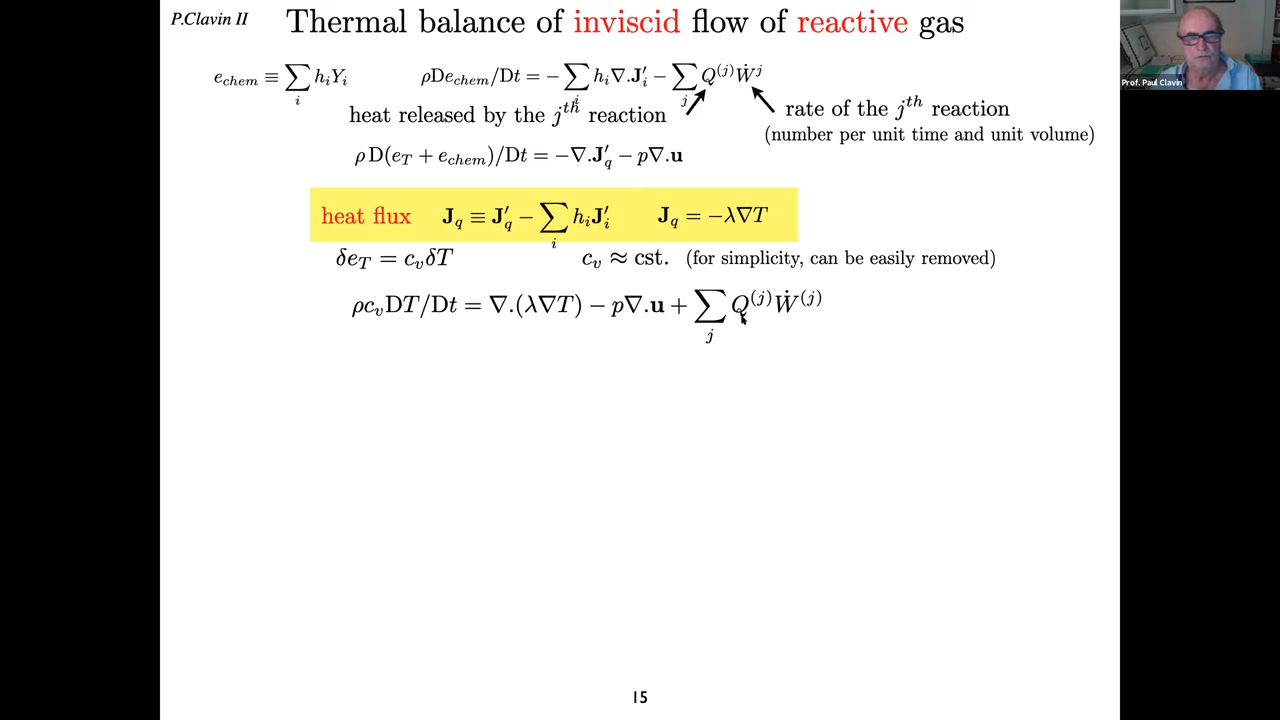 P.Clavin II
Thermal balance of inviscid flow of reactive gas
Prof. Paul Clavin
e_chem ≡ ∑_i h_i Y_i ρDe_chem/Dt = −∑_i h_i∇.J′_i − ∑_j Q^(j)Ẇ^j
heat released by the j^th reaction
rate of the j^th reaction
(number per unit time and unit volume)
ρ D(e_T + e_chem)/Dt = −∇.J′_q − p∇.u
heat flux J_q ≡ J′_q − ∑_i h_i J′_i J_q = −λ∇T
δe_T = c_v δT c_v ≈ cst. (for simplicity, can be easily removed)
ρc_v DT/Dt = ∇.(λ∇T) − p∇.u + ∑_j Q^(j)Ẇ^(j)
15